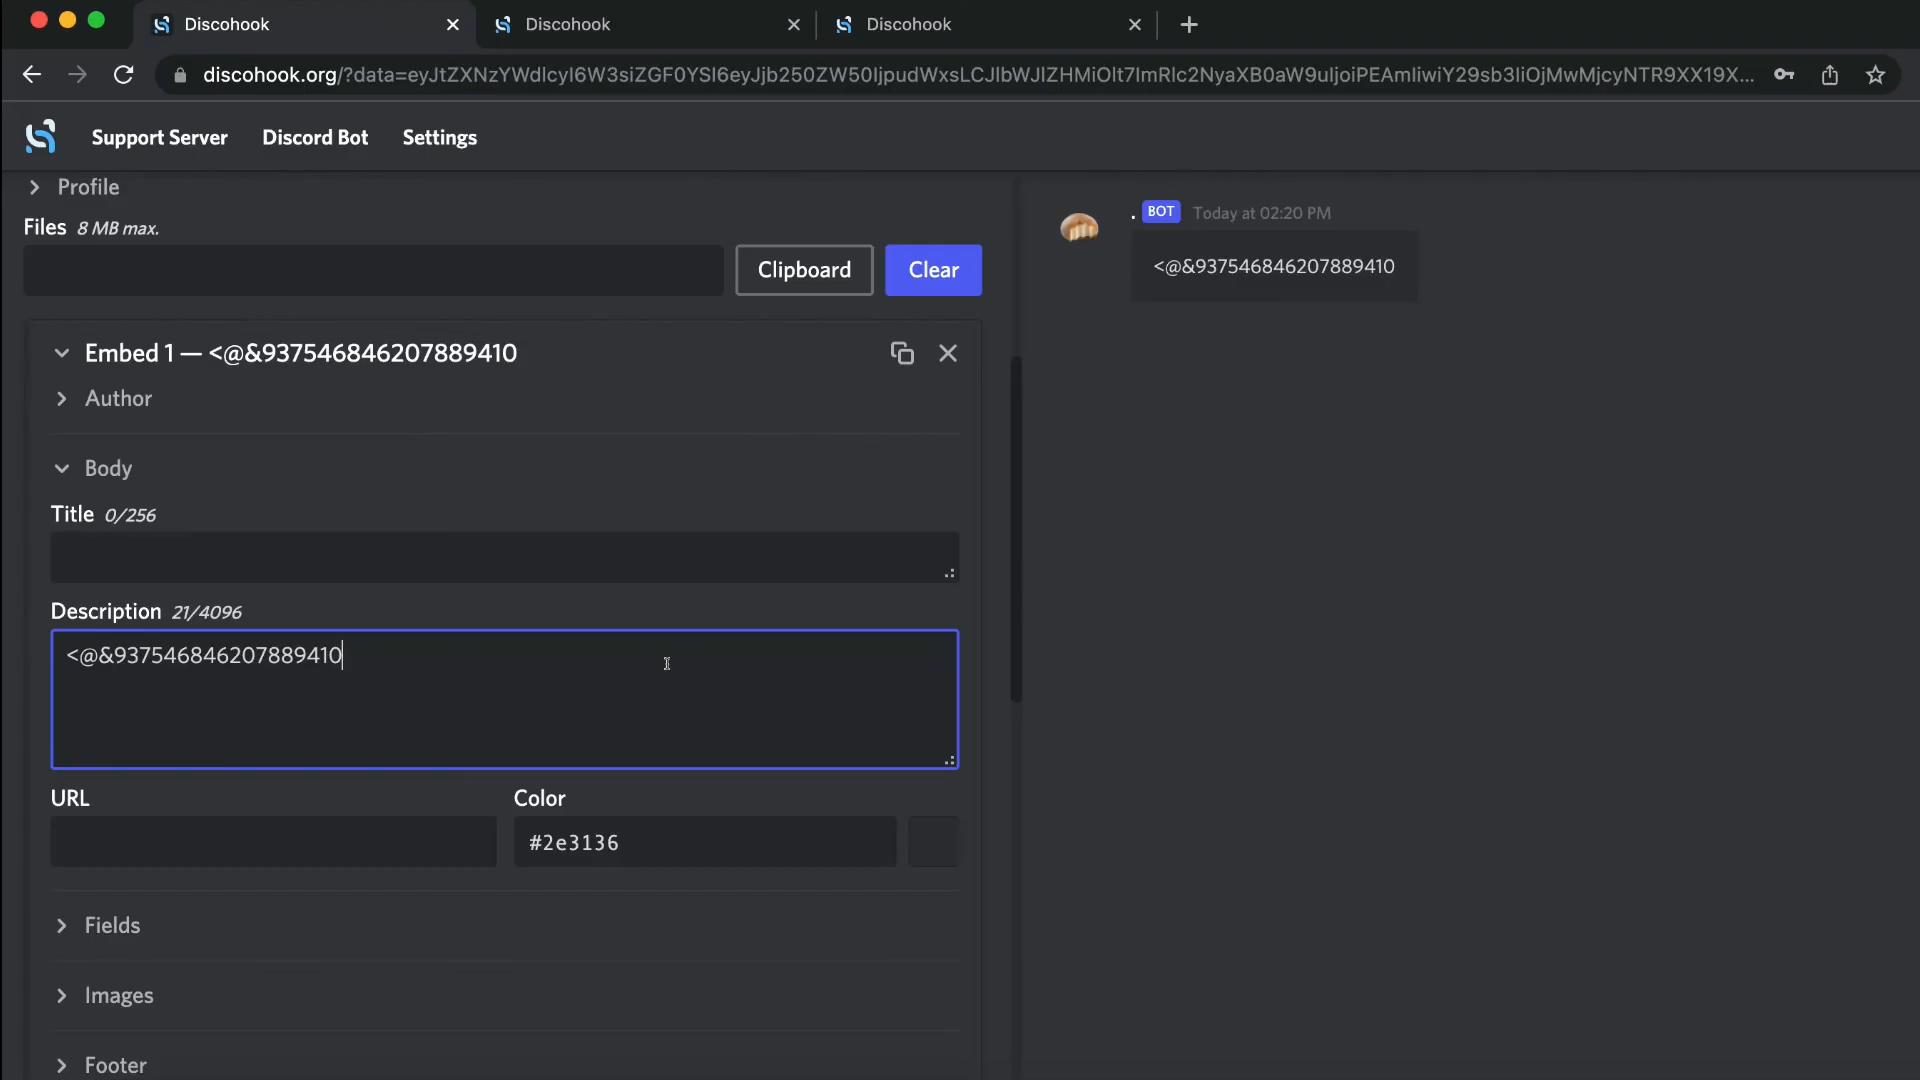 Discohook
Discohook
Discohook
discohook.org/?data=eyJtZXNzYWdlcyI6W3siZGF0YSI6eyJjb250ZW50IjpudWxsLCJlbWJlZHMiOlt7ImRlc2NyaXB0aW9uIjoiPEAmIiwiY29sb3IiOjMwMjcyNTR9XX19X...
Support Server
Discord Bot
Settings
Profile
Files 8 MB max.
Clipboard
Clear
Embed 1 — <@&937546846207889410
Author
Body
Title 0/256
Description 21/4096
<@&937546846207889410
URL
Color
#2e3136
Fields
Images
Footer
. BOT Today at 02:20 PM
<@&937546846207889410